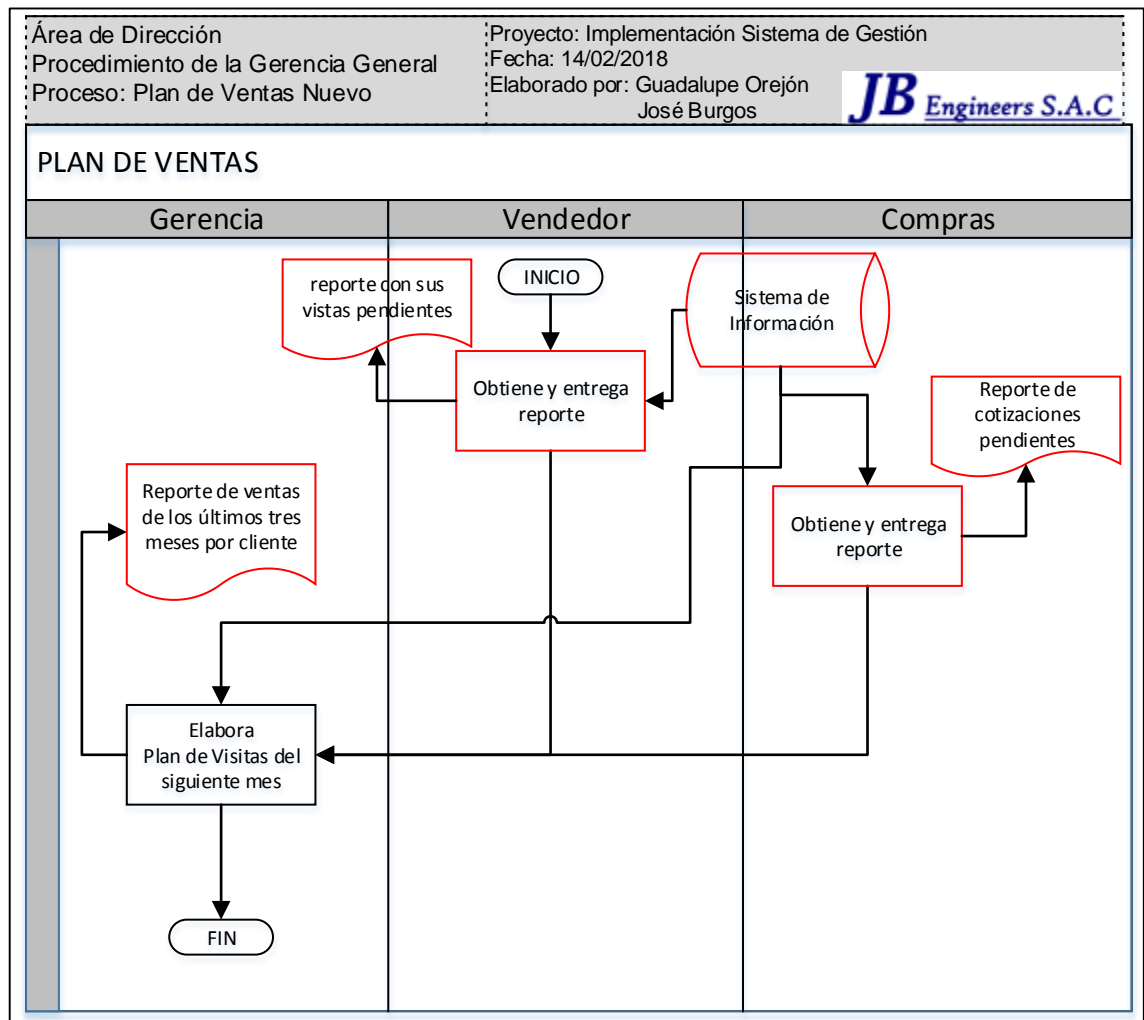 Área de Dirección
Procedimiento de la Gerencia General
Proceso: Plan de Ventas Nuevo
Proyecto: Implementación Sistema de Gestión
Fecha: 14/02/2018
Elaborado por: Guadalupe Orejón
José Burgos
JB Engineers S.A.C
PLAN DE VENTAS
Gerencia
Vendedor
Compras
reporte con sus
vistas pendientes
INICIO
Sistema de
Información
Obtiene y entrega
reporte
Reporte de
cotizaciones
pendientes
Reporte de ventas
de los últimos tres
meses por cliente
Obtiene y entrega
reporte
Elabora
Plan de Visitas del
siguiente mes
FIN